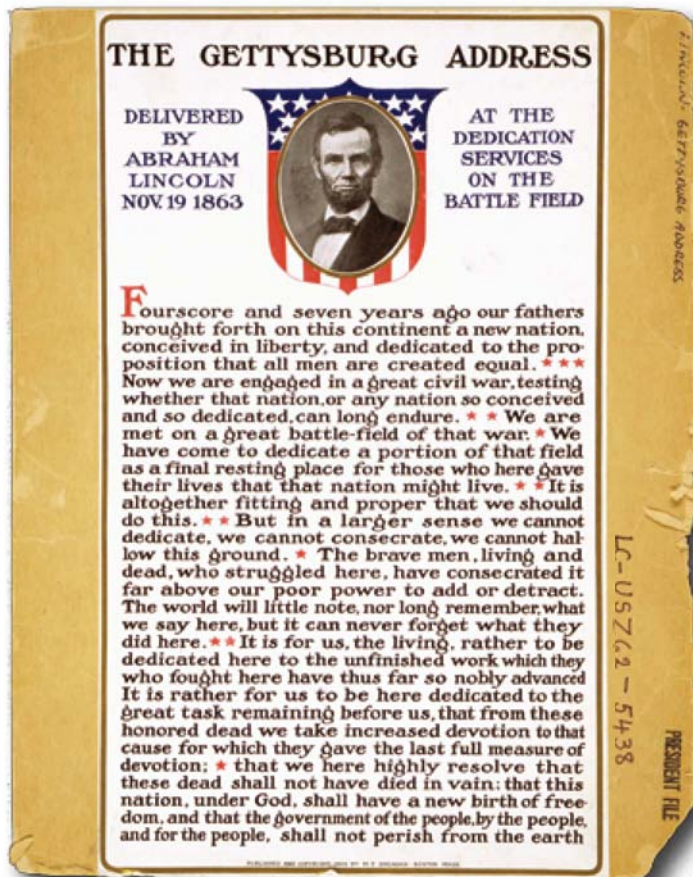 THE GETTYSBURG ADDRESS
DELIVERED
BY
ABRAHAM
LINCOLN
NOV. 19 1863
AT THE
DEDICATION
SERVICES
ON THE
BATTLE FIELD
Fourscore and seven years ago our fathers
brought forth on this continent a new nation,
conceived in liberty, and dedicated to the pro-
position that all men are created equal. ★★★
Now we are engaged in a great civil war, testing
whether that nation, or any nation so conceived
and so dedicated, can long endure. ★ ★ We are
met on a great battle-field of that war. ★ We
have come to dedicate a portion of that field
as a final resting place for those who here gave
their lives that that nation might live. ★ ★ It is
altogether fitting and proper that we should
do this. ★ ★ But in a larger sense we cannot
dedicate, we cannot consecrate, we cannot hal-
low this ground. ★ The brave men, living and
dead, who struggled here, have consecrated it
far above our poor power to add or detract.
The world will little note, nor long remember, what
we say here, but it can never forget what they
did here. ★★ It is for us, the living, rather to be
dedicated here to the unfinished work which they
who fought here have thus far so nobly advanced
It is rather for us to be here dedicated to the
great task remaining before us, that from these
honored dead we take increased devotion to that
cause for which they gave the last full measure of
devotion; ★ that we here highly resolve that
these dead shall not have died in vain; that this
nation, under God, shall have a new birth of free-
dom, and that the government of the people, by the people,
and for the people, shall not perish from the earth
LINCOLN: GETTYSBURG ADDRESS
LC-USZ62-5438
PRESIDENT FILE